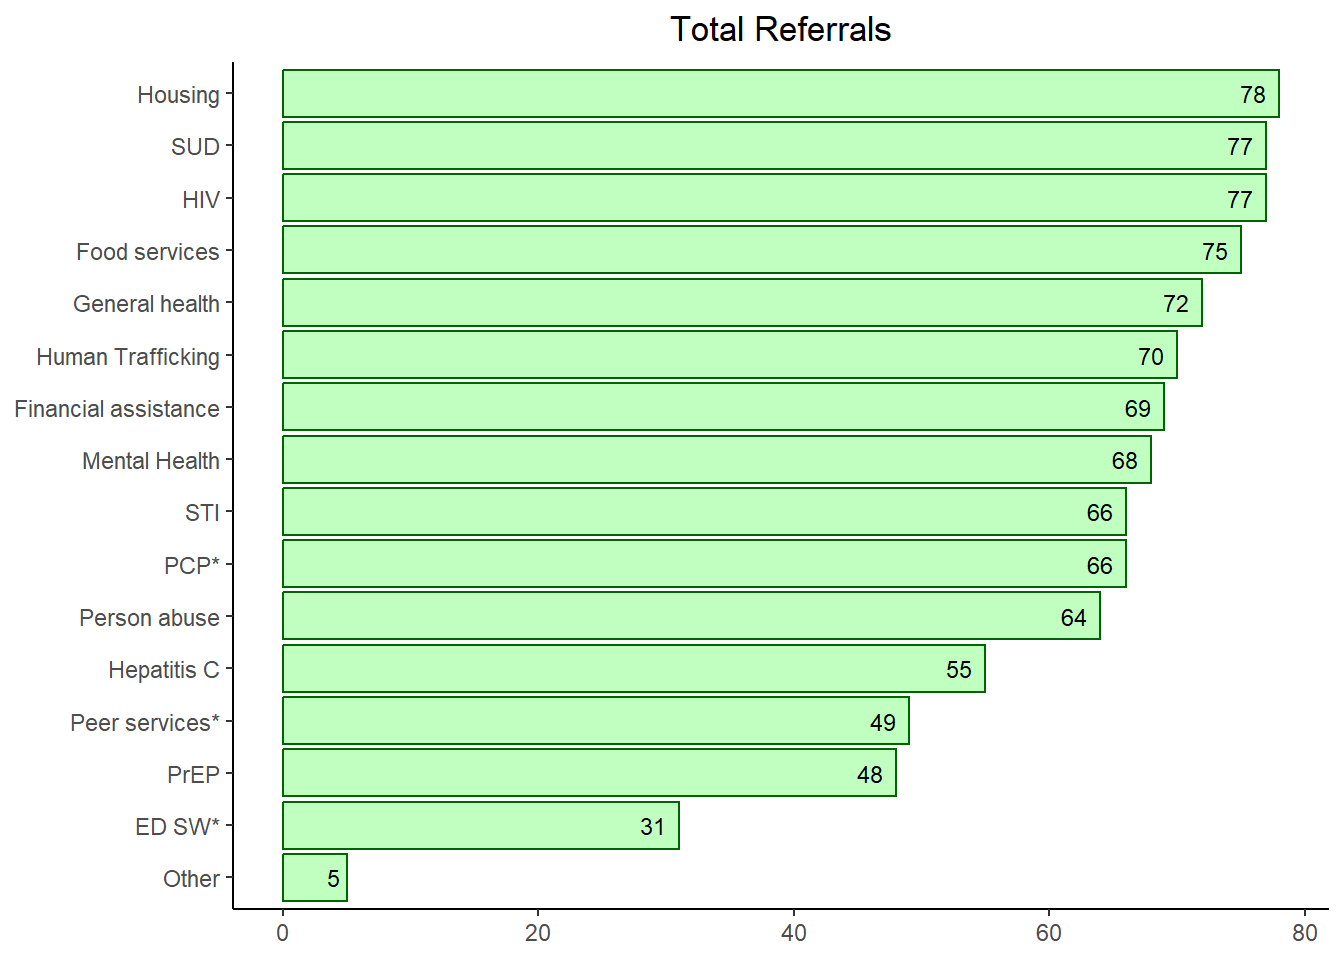 Total Referrals
Housing 78
SUD 77
HIV 77
Food services 75
General health 72
Human Trafficking 70
Financial assistance 69
Mental Health 68
STI 66
PCP* 66
Person abuse 64
Hepatitis C 55
Peer services* 49
PrEP 48
ED SW* 31
Other 5
0 20 40 60 80